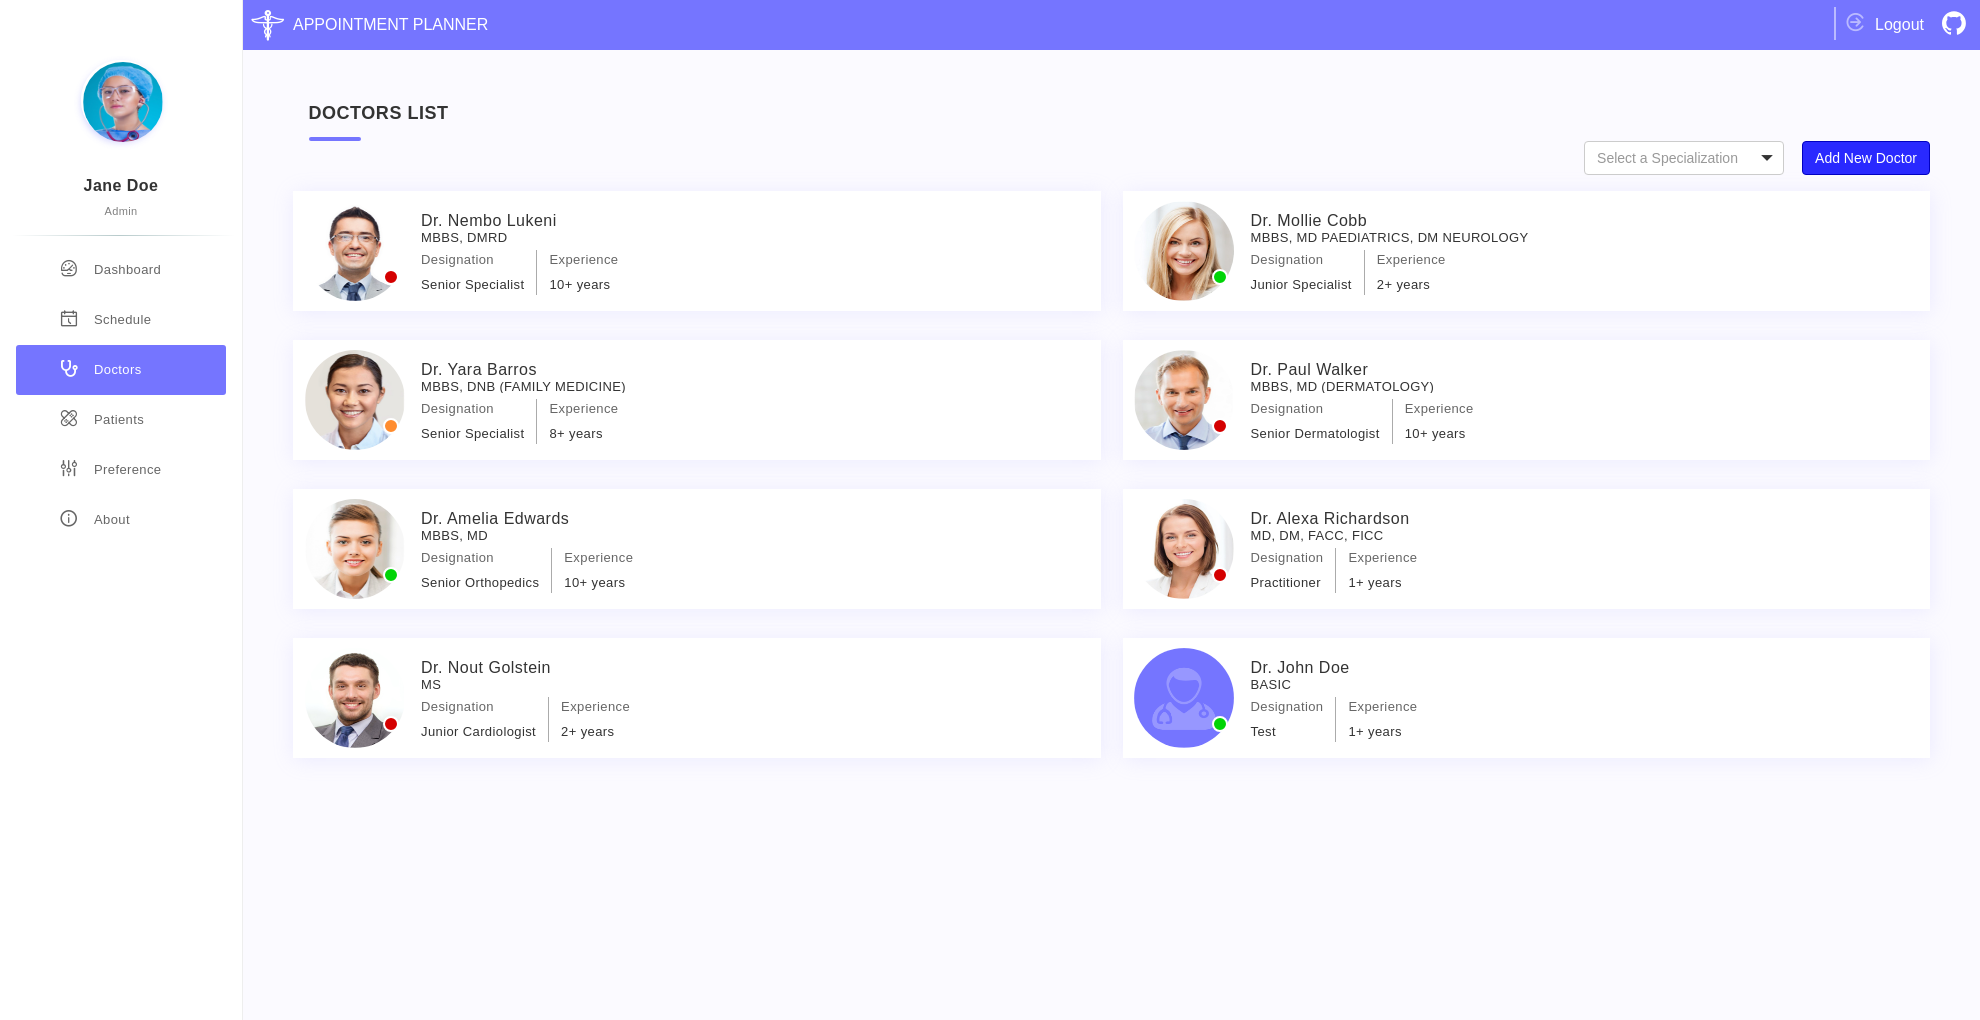 APPOINTMENT PLANNER
Logout
Jane Doe
Admin
Dashboard
Schedule
Doctors
Patients
Preference
About
DOCTORS LIST
Select a Specialization
Add New Doctor
Dr. Nembo Lukeni
MBBS, DMRD
Designation Experience
Senior Specialist 10+ years
Dr. Mollie Cobb
MBBS, MD PAEDIATRICS, DM NEUROLOGY
Designation Experience
Junior Specialist 2+ years
Dr. Yara Barros
MBBS, DNB (FAMILY MEDICINE)
Designation Experience
Senior Specialist 8+ years
Dr. Paul Walker
MBBS, MD (DERMATOLOGY)
Designation Experience
Senior Dermatologist 10+ years
Dr. Amelia Edwards
MBBS, MD
Designation Experience
Senior Orthopedics 10+ years
Dr. Alexa Richardson
MD, DM, FACC, FICC
Designation Experience
Practitioner 1+ years
Dr. Nout Golstein
MS
Designation Experience
Junior Cardiologist 2+ years
Dr. John Doe
BASIC
Designation Experience
Test 1+ years